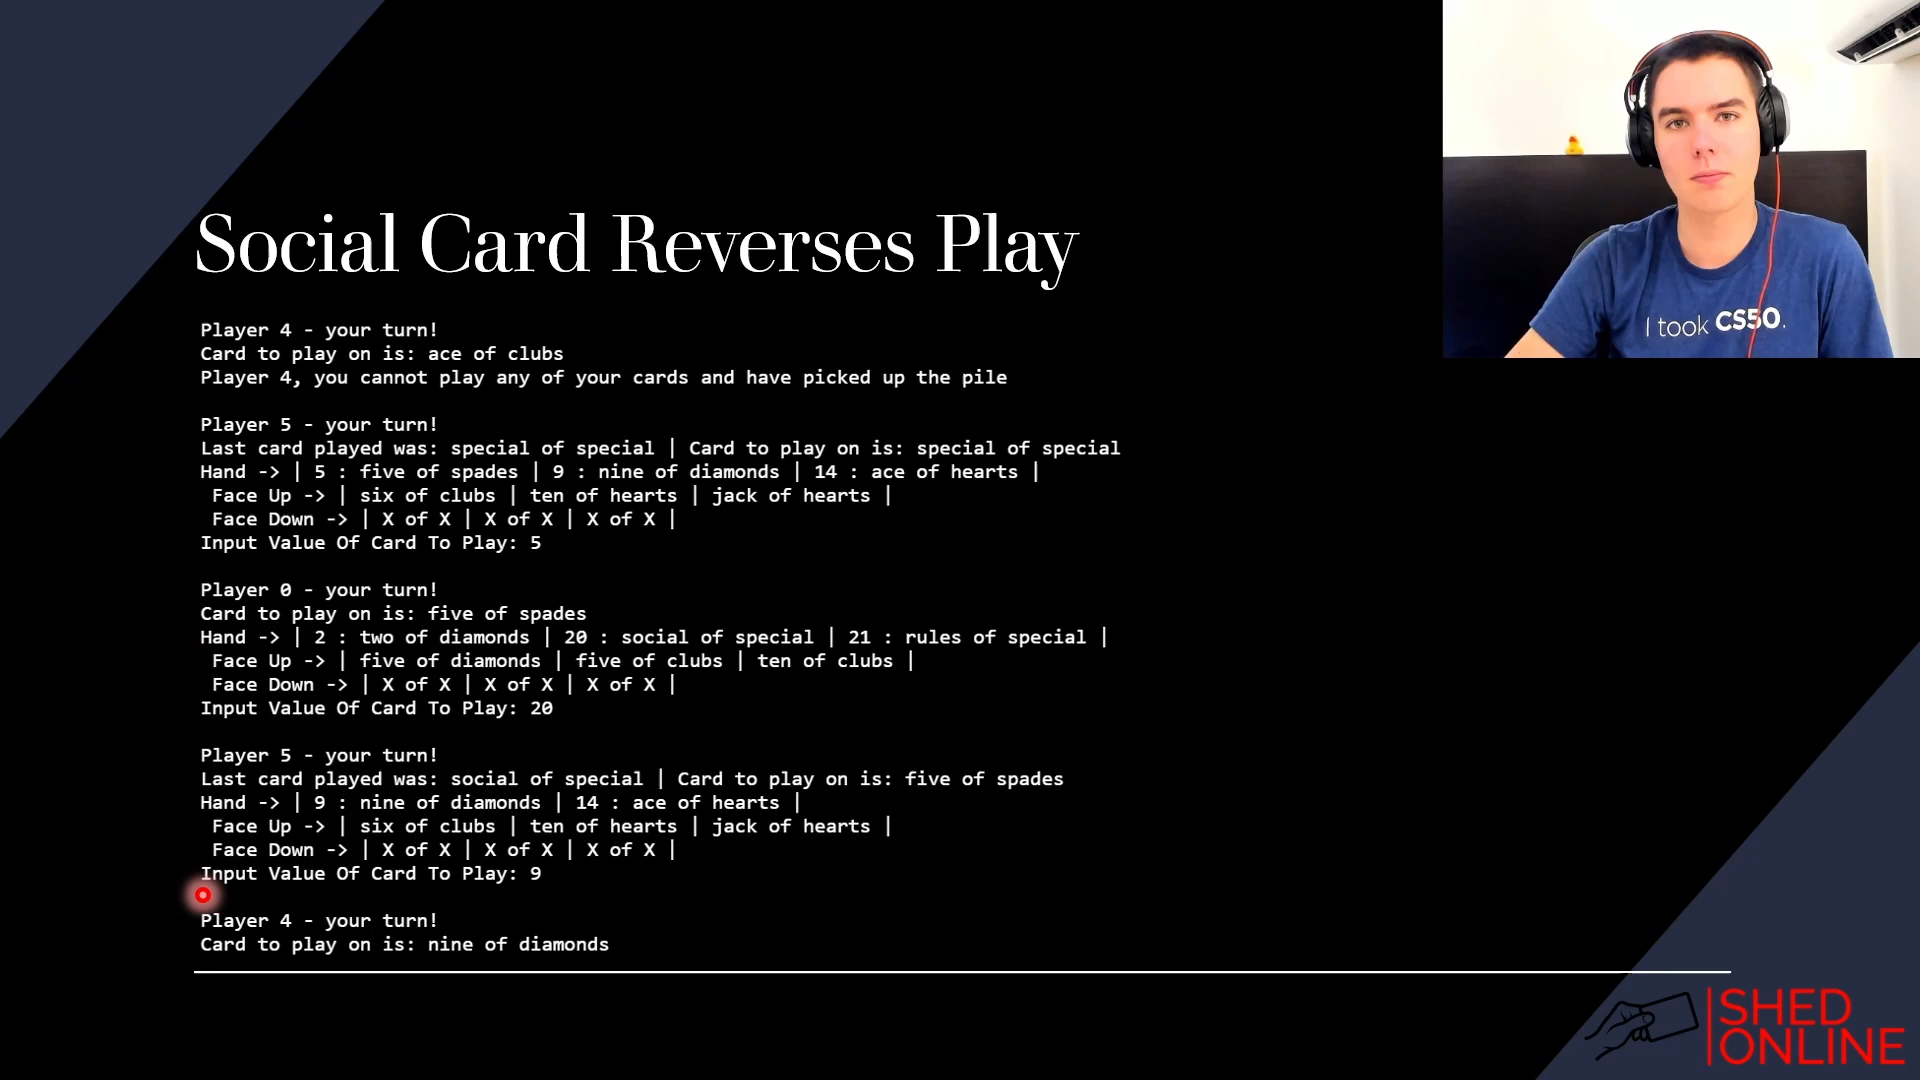 Social Card Reverses Play
Player 4 - your turn!
Card to play on is: ace of clubs
Player 4, you cannot play any of your cards and have picked up the pile
Player 5 - your turn!
Last card played was: special of special | Card to play on is: special of special
Hand -> | 5 : five of spades | 9 : nine of diamonds | 14 : ace of hearts |
Face Up -> | six of clubs | ten of hearts | jack of hearts |
Face Down -> | X of X | X of X | X of X |
Input Value Of Card To Play: 5
Player 0 - your turn!
Card to play on is: five of spades
Hand -> | 2 : two of diamonds | 20 : social of special | 21 : rules of special |
Face Up -> | five of diamonds | five of clubs | ten of clubs |
Face Down -> | X of X | X of X | X of X |
Input Value Of Card To Play: 20
Player 5 - your turn!
Last card played was: social of special | Card to play on is: five of spades
Hand -> | 9 : nine of diamonds | 14 : ace of hearts |
Face Up -> | six of clubs | ten of hearts | jack of hearts |
Face Down -> | X of X | X of X | X of X |
Input Value Of Card To Play: 9
Player 4 - your turn!
Card to play on is: nine of diamonds
I took CS50.
SHED
ONLINE